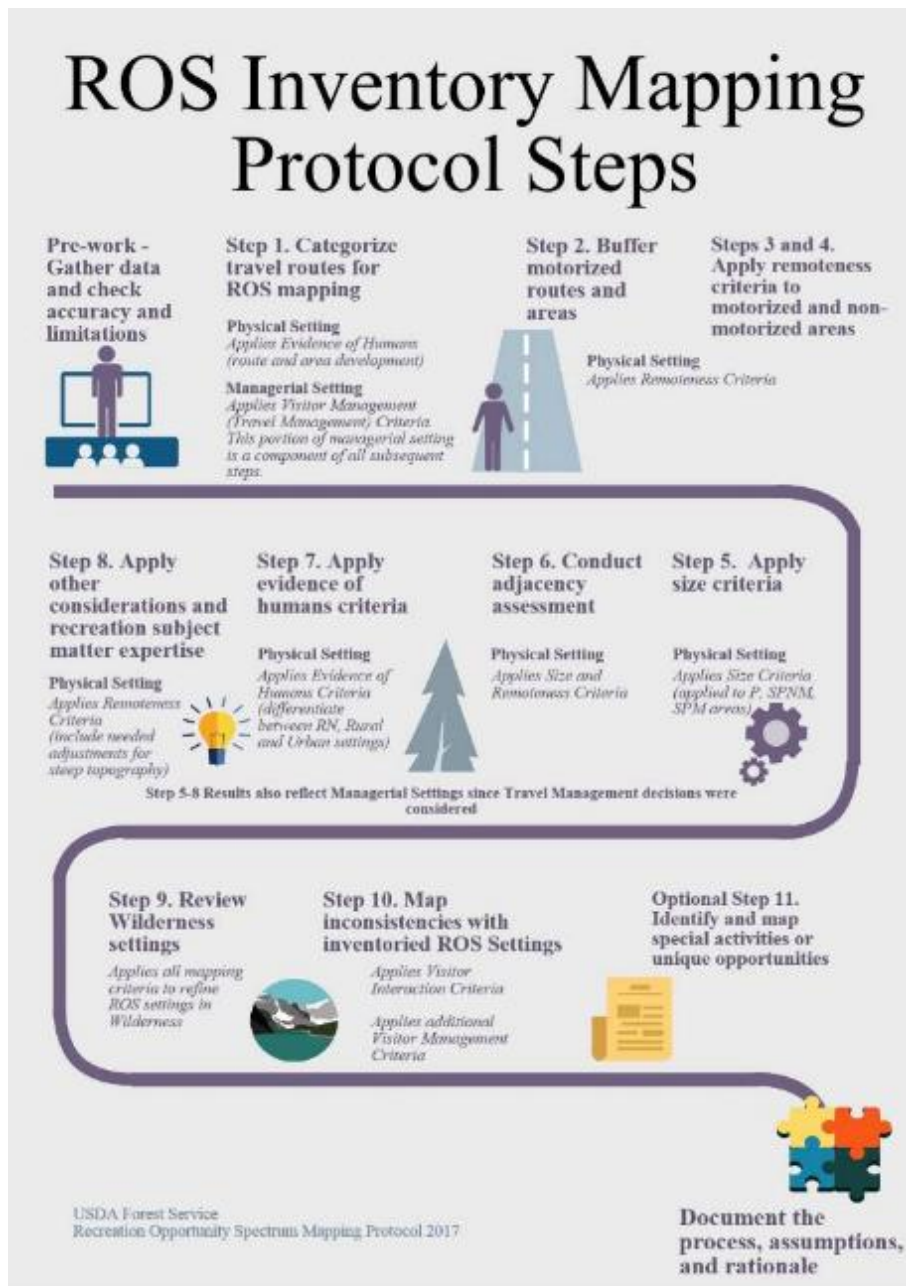 ROS Inventory Mapping
Protocol Steps
Pre-work -
Gather data
and check
accuracy and
limitations
Step 1. Categorize
travel routes for
ROS mapping
Physical Setting
Applies Evidence of Humans
(route and area development)
Managerial Setting
Applies Visitor Management
(Travel Management) Criteria.
This portion of managerial setting
is a component of all subsequent
steps.
Step 2. Buffer
motorized
routes and
areas
Steps 3 and 4.
Apply remoteness
criteria to
motorized and non-
motorized areas
Physical Setting
Applies Remoteness Criteria
Step 5. Apply
size criteria
Physical Setting
Applies Size Criteria
(applied to P, SPNM,
SPM areas)
Step 6. Conduct
adjacency
assessment
Physical Setting
Applies Size and
Remoteness Criteria
Step 7. Apply
evidence of
humans criteria
Physical Setting
Applies Evidence of
Humans Criteria
(differentiate
between RN, Rural
and Urban settings)
Step 8. Apply
other
considerations and
recreation subject
matter expertise
Physical Setting
Applies Remoteness
Criteria
(include needed
adjustments for
steep topography)
Step 5-8 Results also reflect Managerial Settings since Travel Management decisions were
considered
Step 9. Review
Wilderness
settings
Applies all mapping
criteria to refine
ROS settings in
Wilderness
Step 10. Map
inconsistencies with
inventoried ROS Settings
Applies Visitor
Interaction Criteria
Applies additional
Visitor Management
Criteria
Optional Step 11.
Identify and map
special activities or
unique opportunities
Document the
process, assumptions,
and rationale
USDA Forest Service
Recreation Opportunity Spectrum Mapping Protocol 2017